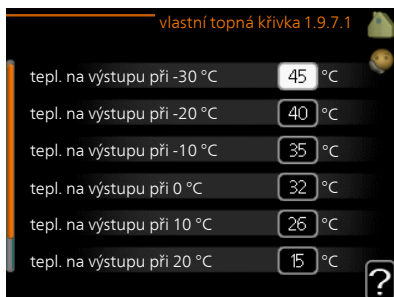 vlastní topná křivka 1.9.7.1
tepl. na výstupu při -30 °C 45 °C
tepl. na výstupu při -20 °C 40 °C
tepl. na výstupu při -10 °C 35 °C
tepl. na výstupu při 0 °C 32 °C
tepl. na výstupu při 10 °C 26 °C
tepl. na výstupu při 20 °C 15 °C
?